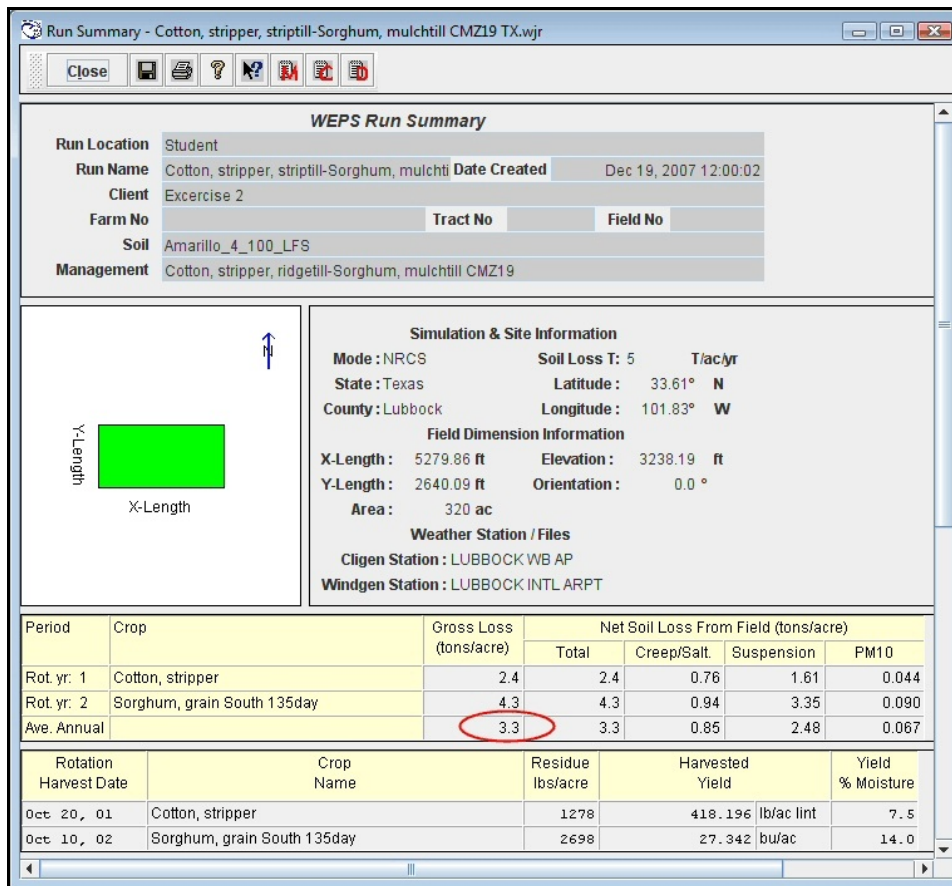 Run Summary - Cotton, stripper, striptill-Sorghum, mulchtill CMZ19 TX.wjr
Close
WEPS Run Summary
Run Location Student
Run Name Cotton, stripper, striptill-Sorghum, mulchti Date Created Dec 19, 2007 12:00:02
Client Excercise 2
Farm No Tract No Field No
Soil Amarillo_4_100_LFS
Management Cotton, stripper, ridgetill-Sorghum, mulchtill CMZ19
N
Y-Length
X-Length
Simulation & Site Information
Mode : NRCS Soil Loss T: 5 T/ac/yr
State : Texas Latitude : 33.61° N
County : Lubbock Longitude : 101.83° W
Field Dimension Information
X-Length : 5279.86 ft Elevation : 3238.19 ft
Y-Length : 2640.09 ft Orientation : 0.0 °
Area : 320 ac
Weather Station / Files
Cligen Station : LUBBOCK WB AP
Windgen Station : LUBBOCK INTL ARPT
Period Crop Gross Loss Net Soil Loss From Field (tons/acre)
(tons/acre) Total Creep/Salt. Suspension PM10
Rot. yr: 1 Cotton, stripper 2.4 2.4 0.76 1.61 0.044
Rot. yr: 2 Sorghum, grain South 135day 4.3 4.3 0.94 3.35 0.090
Ave. Annual 3.3 3.3 0.85 2.48 0.067
Rotation Crop Residue Harvested Yield
Harvest Date Name lbs/acre Yield % Moisture
Oct 20, 01 Cotton, stripper 1278 418.196 lb/ac lint 7.5
Oct 10, 02 Sorghum, grain South 135day 2698 27.342 bu/ac 14.0